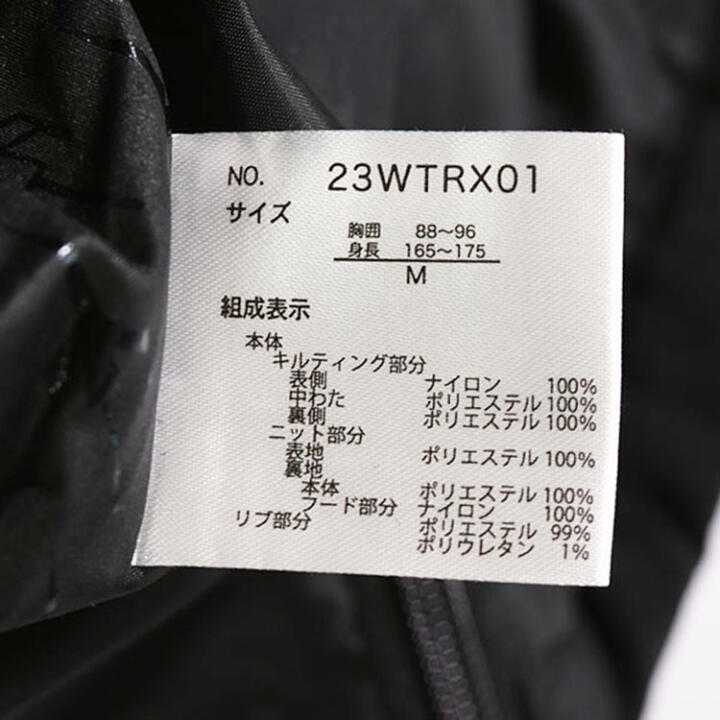 NO. 23WTRX01
サイズ
胸囲 88～96
身長 165～175
M
組成表示
本体
キルティング部分
表側 ナイロン 100%
中わた ポリエステル 100%
裏側 ポリエステル 100%
ニット部分
表地 ポリエステル 100%
裏地
本体 ポリエステル 100%
フード部分 ナイロン 100%
リブ部分 ポリエステル 99%
ポリウレタン 1%